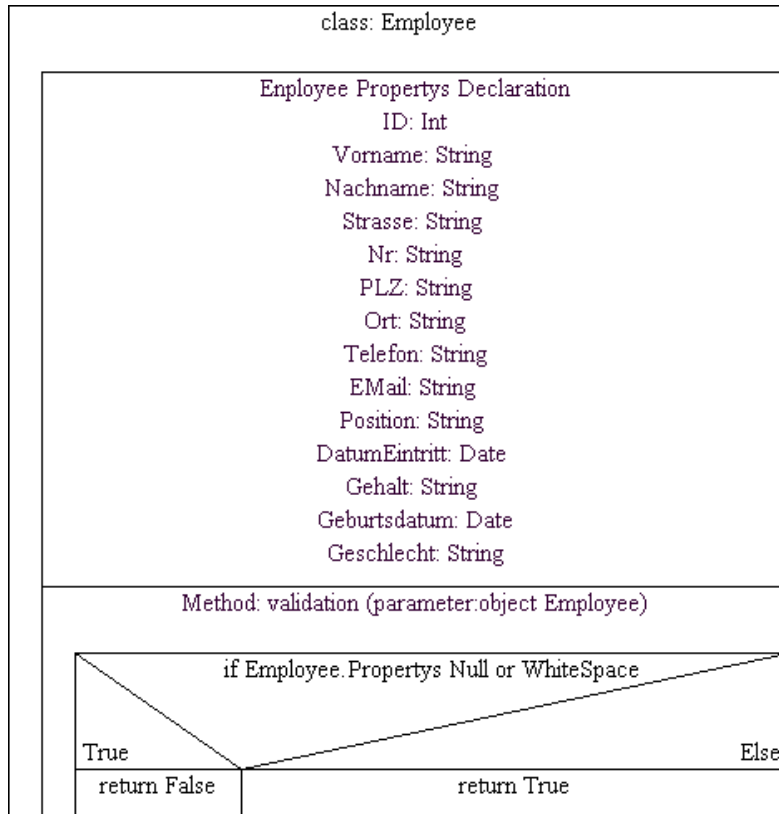 class: Employee
Enployee Propertys Declaration
ID: Int
Vorname: String
Nachname: String
Strasse: String
Nr: String
PLZ: String
Ort: String
Telefon: String
EMail: String
Position: String
DatumEintritt: Date
Gehalt: String
Geburtsdatum: Date
Geschlecht: String
Method: validation (parameter:object Employee)
if Employee.Propertys Null or WhiteSpace
True Else
return False return True